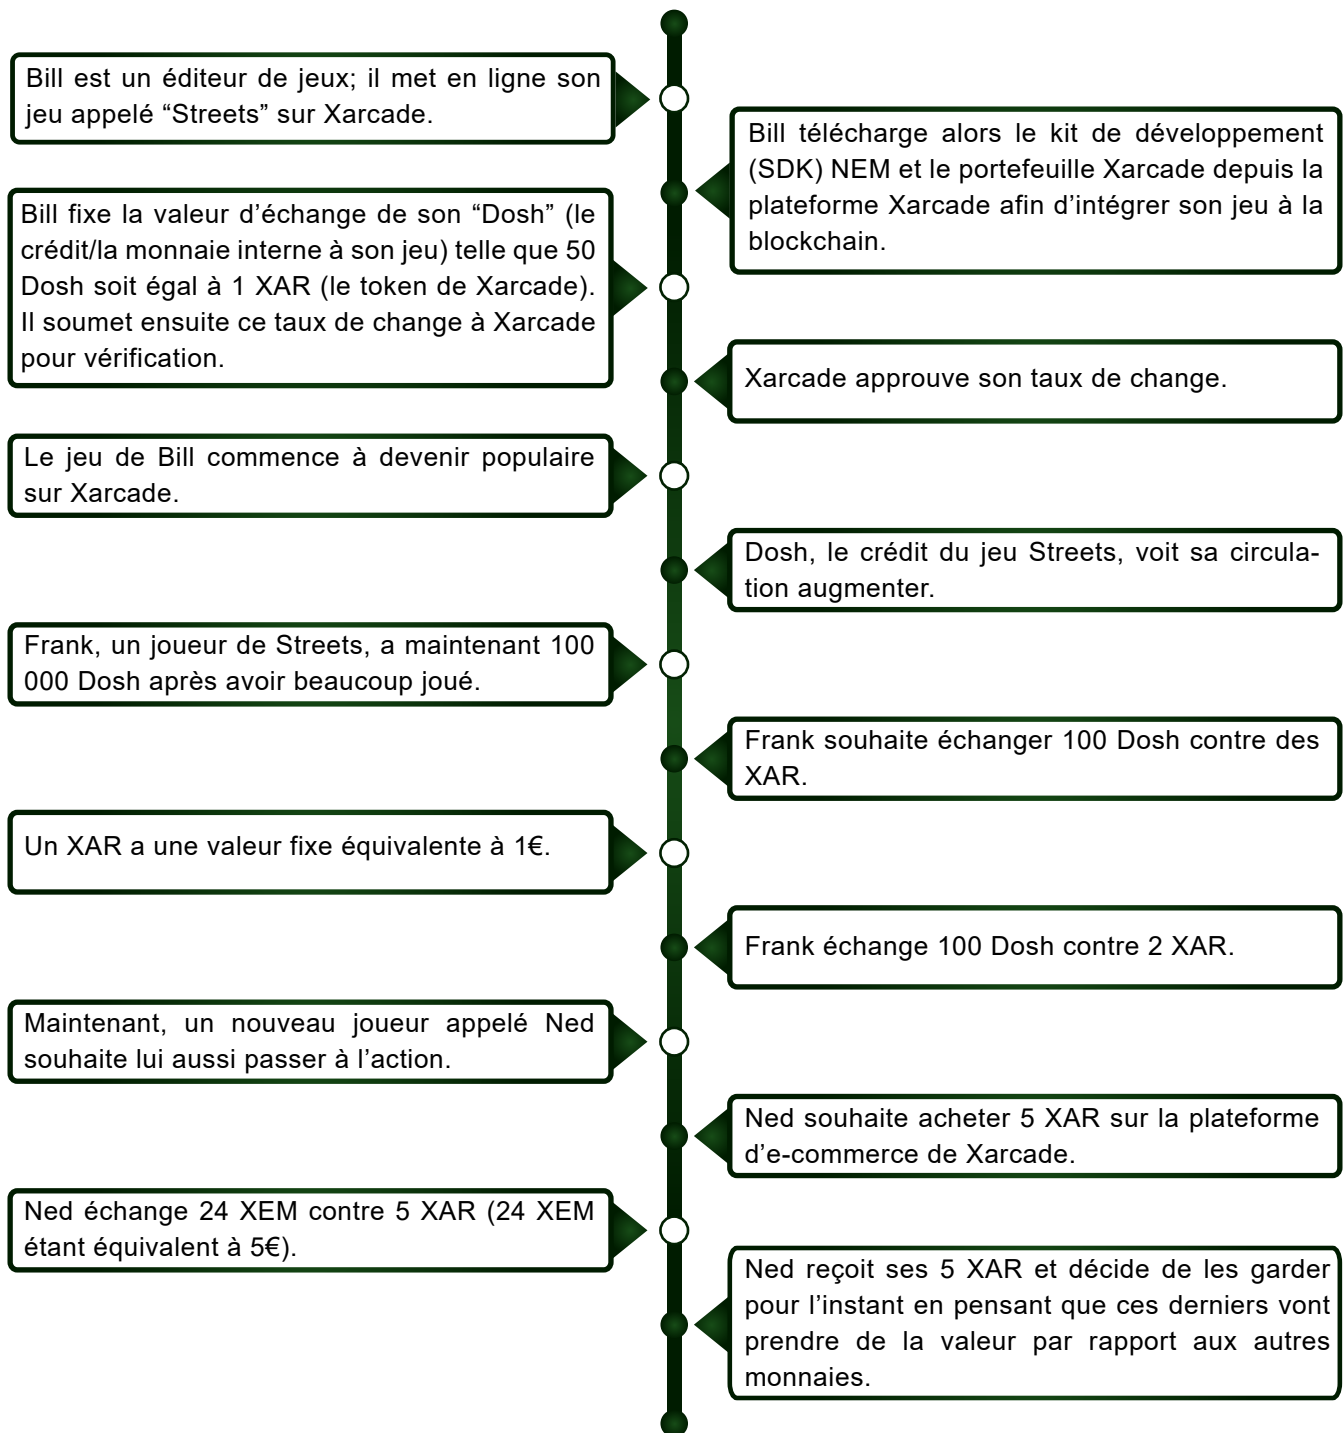 Bill est un éditeur de jeux; il met en ligne son
jeu appelé “Streets” sur Xarcade.
Bill télécharge alors le kit de développement
(SDK) NEM et le portefeuille Xarcade depuis la
plateforme Xarcade afin d’intégrer son jeu à la
blockchain.
Bill fixe la valeur d’échange de son “Dosh” (le
crédit/la monnaie interne à son jeu) telle que 50
Dosh soit égal à 1 XAR (le token de Xarcade).
Il soumet ensuite ce taux de change à Xarcade
pour vérification.
Xarcade approuve son taux de change.
Le jeu de Bill commence à devenir populaire
sur Xarcade.
Dosh, le crédit du jeu Streets, voit sa circula-
tion augmenter.
Frank, un joueur de Streets, a maintenant 100
000 Dosh après avoir beaucoup joué.
Frank souhaite échanger 100 Dosh contre des
XAR.
Un XAR a une valeur fixe équivalente à 1€.
Frank échange 100 Dosh contre 2 XAR.
Maintenant, un nouveau joueur appelé Ned
souhaite lui aussi passer à l’action.
Ned souhaite acheter 5 XAR sur la plateforme
d’e-commerce de Xarcade.
Ned échange 24 XEM contre 5 XAR (24 XEM
étant équivalent à 5€).
Ned reçoit ses 5 XAR et décide de les garder
pour l’instant en pensant que ces derniers vont
prendre de la valeur par rapport aux autres
monnaies.